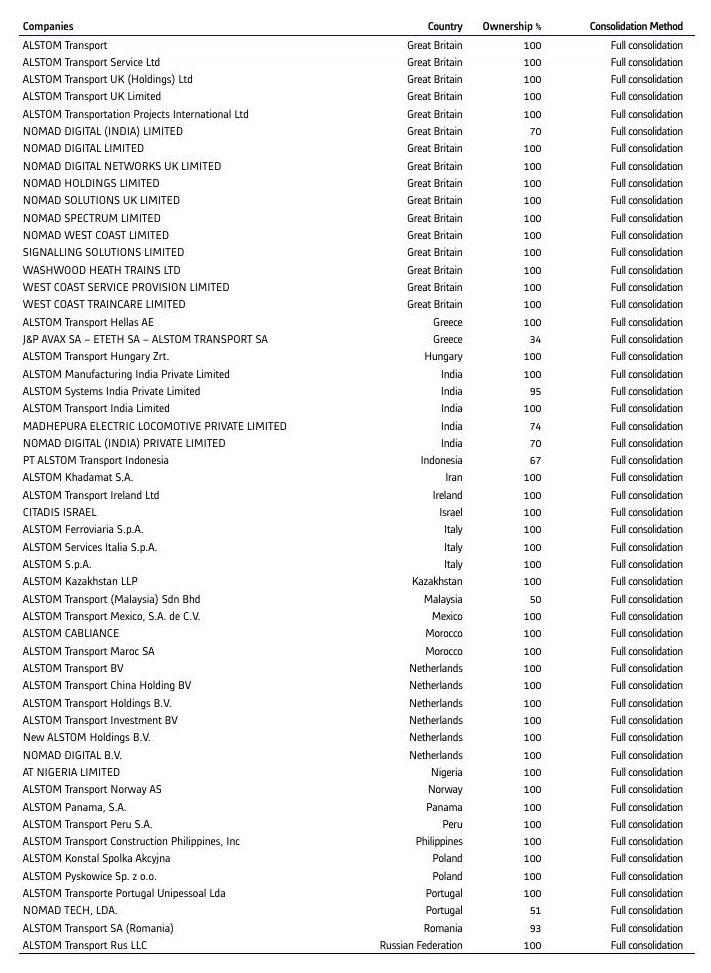 Companies Country Ownership % Consolidation Method
ALSTOM Transport Great Britain 100 Full consolidation
ALSTOM Transport Service Ltd Great Britain 100 Full consolidation
ALSTOM Transport UK (Holdings) Ltd Great Britain 100 Full consolidation
ALSTOM Transport UK Limited Great Britain 100 Full consolidation
ALSTOM Transportation Projects International Ltd Great Britain 100 Full consolidation
NOMAD DIGITAL (INDIA) LIMITED Great Britain 70 Full consolidation
NOMAD DIGITAL LIMITED Great Britain 100 Full consolidation
NOMAD DIGITAL NETWORKS UK LIMITED Great Britain 100 Full consolidation
NOMAD HOLDINGS LIMITED Great Britain 100 Full consolidation
NOMAD SOLUTIONS UK LIMITED Great Britain 100 Full consolidation
NOMAD SPECTRUM LIMITED Great Britain 100 Full consolidation
NOMAD WEST COAST LIMITED Great Britain 100 Full consolidation
SIGNALLING SOLUTIONS LIMITED Great Britain 100 Full consolidation
WASHWOOD HEATH TRAINS LTD Great Britain 100 Full consolidation
WEST COAST SERVICE PROVISION LIMITED Great Britain 100 Full consolidation
WEST COAST TRAINCARE LIMITED Great Britain 100 Full consolidation
ALSTOM Transport Hellas AE Greece 100 Full consolidation
J&P AVAX SA – ETETH SA – ALSTOM TRANSPORT SA Greece 34 Full consolidation
ALSTOM Transport Hungary Zrt. Hungary 100 Full consolidation
ALSTOM Manufacturing India Private Limited India 100 Full consolidation
ALSTOM Systems India Private Limited India 95 Full consolidation
ALSTOM Transport India Limited India 100 Full consolidation
MADHEPURA ELECTRIC LOCOMOTIVE PRIVATE LIMITED India 74 Full consolidation
NOMAD DIGITAL (INDIA) PRIVATE LIMITED India 70 Full consolidation
PT ALSTOM Transport Indonesia Indonesia 67 Full consolidation
ALSTOM Khadamat S.A. Iran 100 Full consolidation
ALSTOM Transport Ireland Ltd Ireland 100 Full consolidation
CITADIS ISRAEL Israel 100 Full consolidation
ALSTOM Ferroviaria S.p.A. Italy 100 Full consolidation
ALSTOM Services Italia S.p.A. Italy 100 Full consolidation
ALSTOM S.p.A. Italy 100 Full consolidation
ALSTOM Kazakhstan LLP Kazakhstan 100 Full consolidation
ALSTOM Transport (Malaysia) Sdn Bhd Malaysia 50 Full consolidation
ALSTOM Transport Mexico, S.A. de C.V. Mexico 100 Full consolidation
ALSTOM CABLIANCE Morocco 100 Full consolidation
ALSTOM Transport Maroc SA Morocco 100 Full consolidation
ALSTOM Transport BV Netherlands 100 Full consolidation
ALSTOM Transport China Holding BV Netherlands 100 Full consolidation
ALSTOM Transport Holdings B.V. Netherlands 100 Full consolidation
ALSTOM Transport Investment BV Netherlands 100 Full consolidation
New ALSTOM Holdings B.V. Netherlands 100 Full consolidation
NOMAD DIGITAL B.V. Netherlands 100 Full consolidation
AT NIGERIA LIMITED Nigeria 100 Full consolidation
ALSTOM Transport Norway AS Norway 100 Full consolidation
ALSTOM Panama, S.A. Panama 100 Full consolidation
ALSTOM Transport Peru S.A. Peru 100 Full consolidation
ALSTOM Transport Construction Philippines, Inc Philippines 100 Full consolidation
ALSTOM Konstal Spolka Akcyjna Poland 100 Full consolidation
ALSTOM Pyskowice Sp. z o.o. Poland 100 Full consolidation
ALSTOM Transporte Portugal Unipessoal Lda Portugal 100 Full consolidation
NOMAD TECH, LDA. Portugal 51 Full consolidation
ALSTOM Transport SA (Romania) Romania 93 Full consolidation
ALSTOM Transport Rus LLC Russian Federation 100 Full consolidation